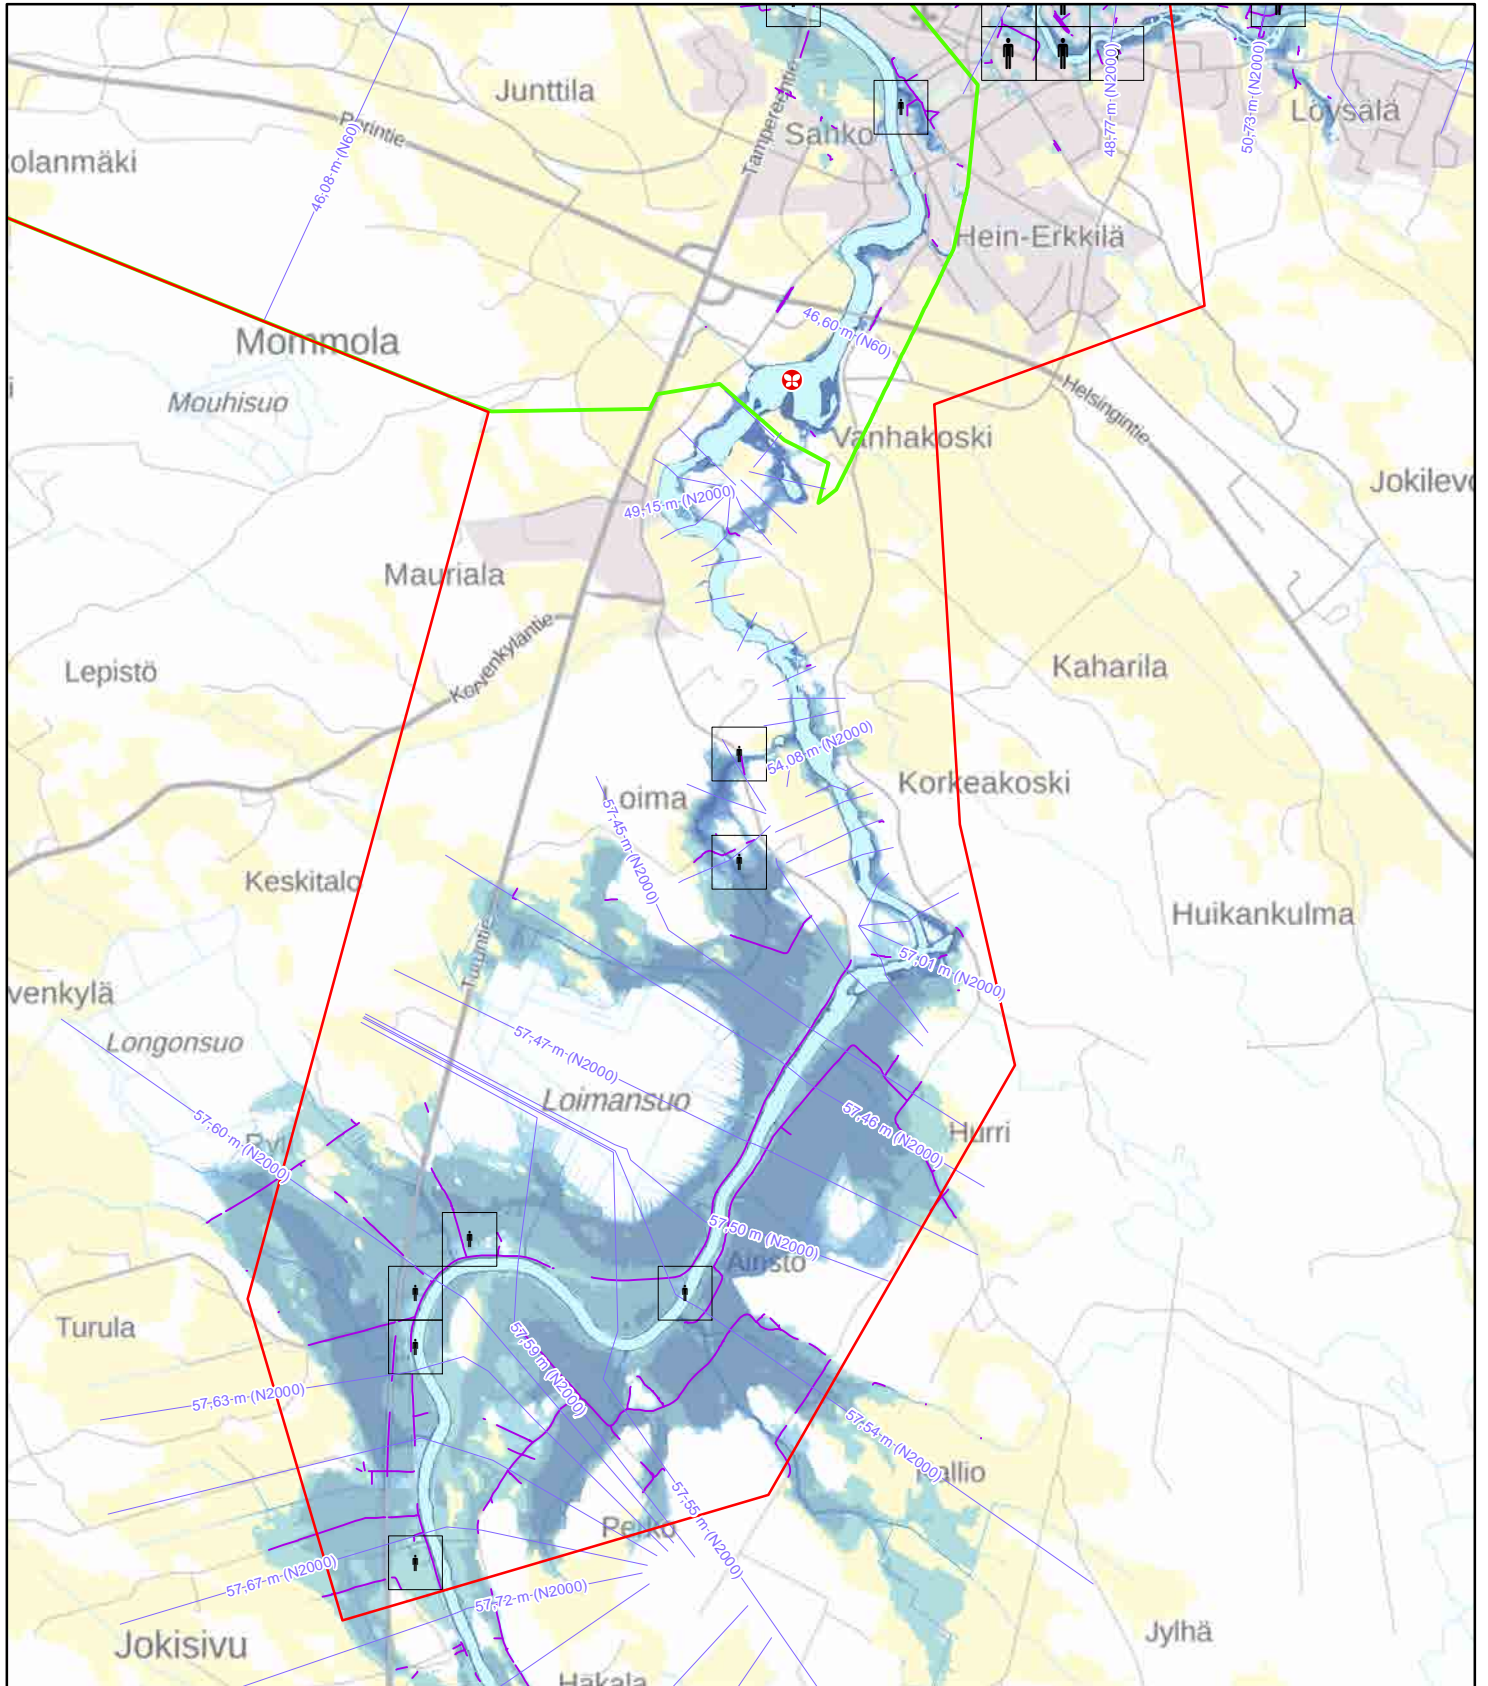 Junttila
Porintie
Tampereentie
Sahko
Löysälä
olanmäki
46,08 m (N60)
48,77 m (N2000)
50,73 m (N2000)
Hein-Erkkilä
46,60 m (N60)
Mommola
Mouhisuo
Helsingintie
Vanhakoski
Jokilevo
49,15 m (N2000)
Mauriala
Korvenkyläntie
Lepistö
Kaharila
54,08 m (N2000)
Loima
Korkeakoski
57,45 m (N2000)
Keskitalo
Huikankulma
Turuntie
57,01 m (N2000)
venkylä
Longonsuo
57,47 m (N2000)
Loimansuo
57,46 m (N2000)
57,60 m (N2000)
Hurri
57,50 m (N2000)
Ainsto
Turula
57,59 m (N2000)
57,63 m (N2000)
57,54 m (N2000)
57,55 m (N2000)
Perko
57,67 m (N2000)
57,72 m (N2000)
Jokisivu
Jylhä
Häkälä